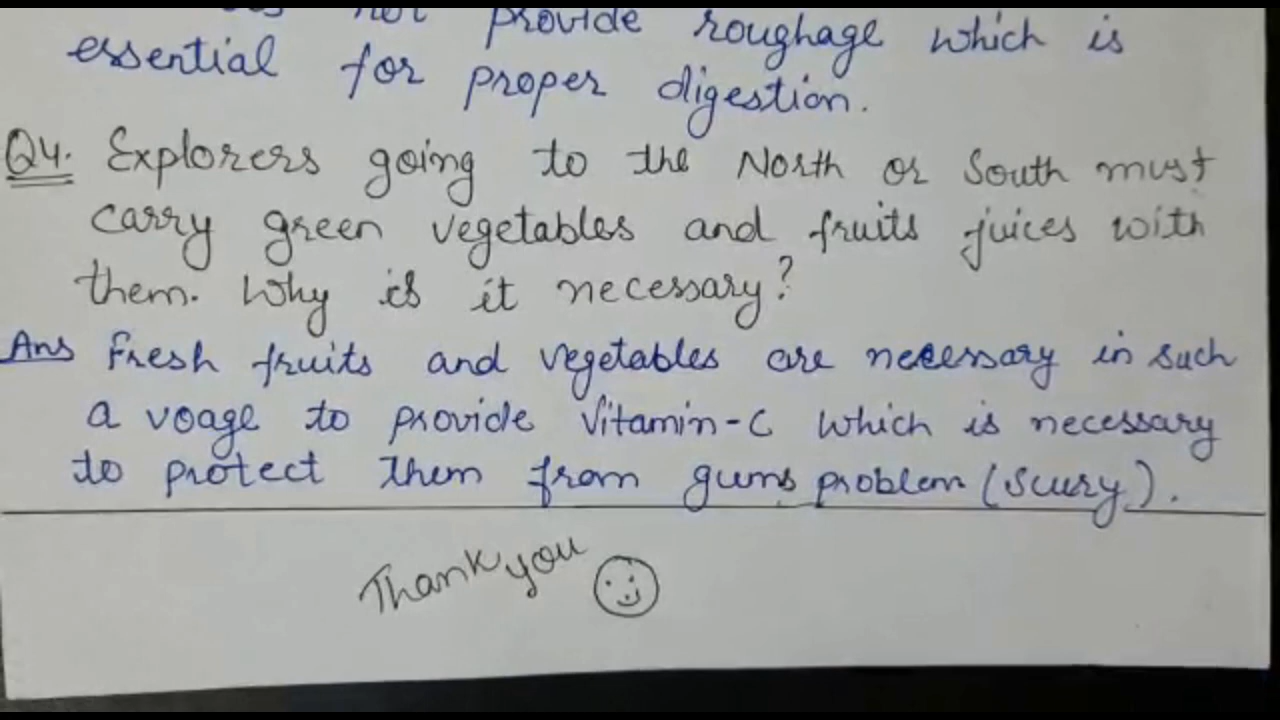 not provide roughage which is
essential for proper digestion.
Q4. Explorers going to the North or South must
carry green vegetables and fruits juices with
them. Why is it necessary?
Ans Fresh fruits and vegetables are necessary in such
a voage to provide Vitamin-C which is necessary
to protect them from gums problem (Scury).
Thank you